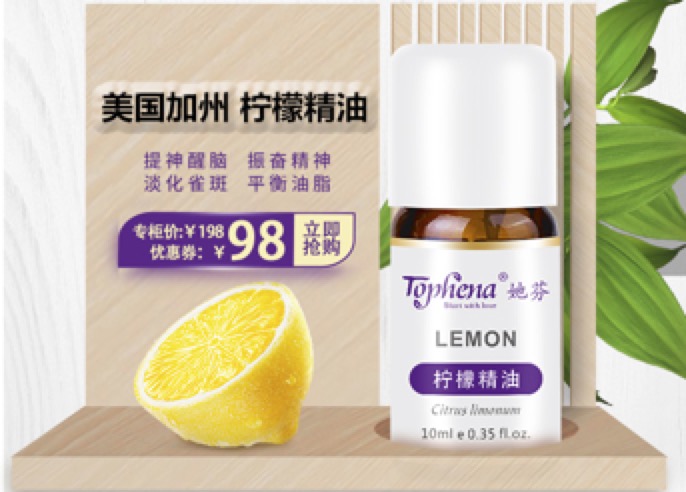 美国加州 柠檬精油
提神醒脑 振奋精神
淡化雀斑 平衡油脂
专柜价:¥198
优惠券: ¥98
立即
抢购
Tophena® 她芬
Start with love
LEMON
柠檬精油
Citrus limonum
10ml e 0.35 fl.oz.